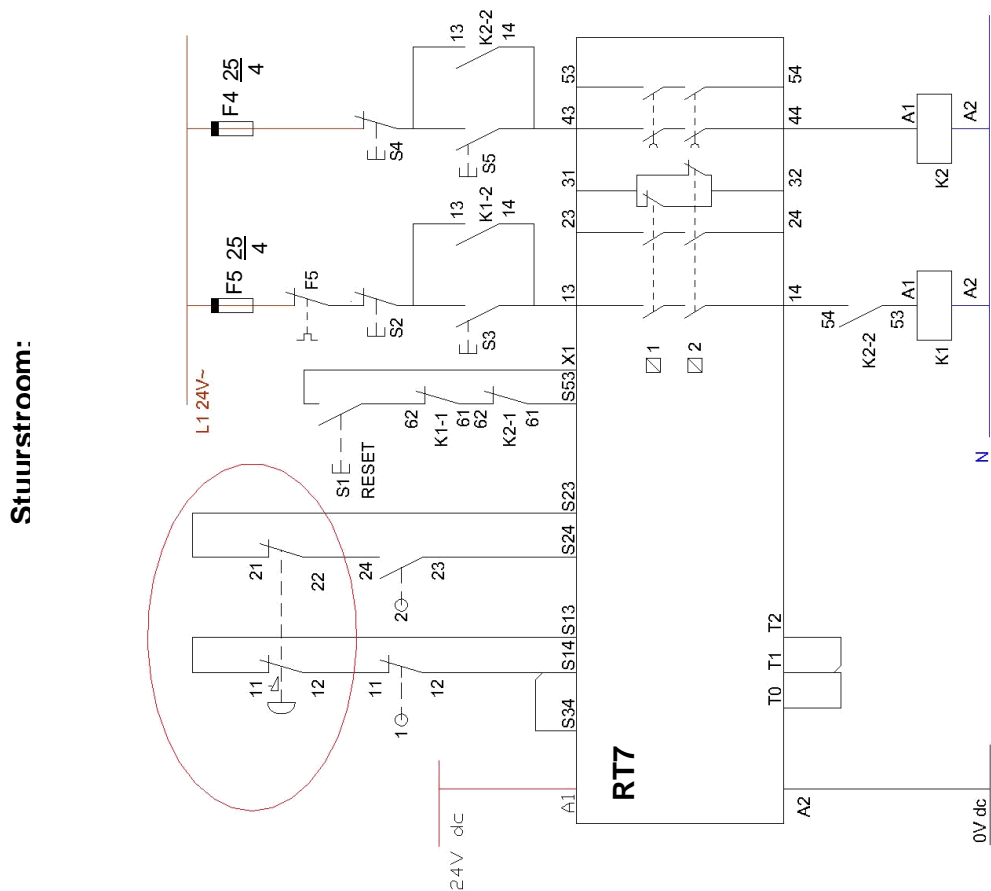 Stuurstroom:
L1 24V~
F5 25
4
F5
S2
S3
13
K1-2
14
F4 25
4
S4
S5
13
K2-2
14
S1
RESET
62
K1-1
61
62
K2-1
61
21
22
24
23
2
11
12
11
12
1
24V dc
A1
S34
S14
S13
S24
S23
S53
X1
13
23
31
43
53
RT7
1
2
A2
T0
T1
T2
14
24
32
44
54
54
K2-2
53
A1
K1
A2
A1
K2
A2
0V dc
N